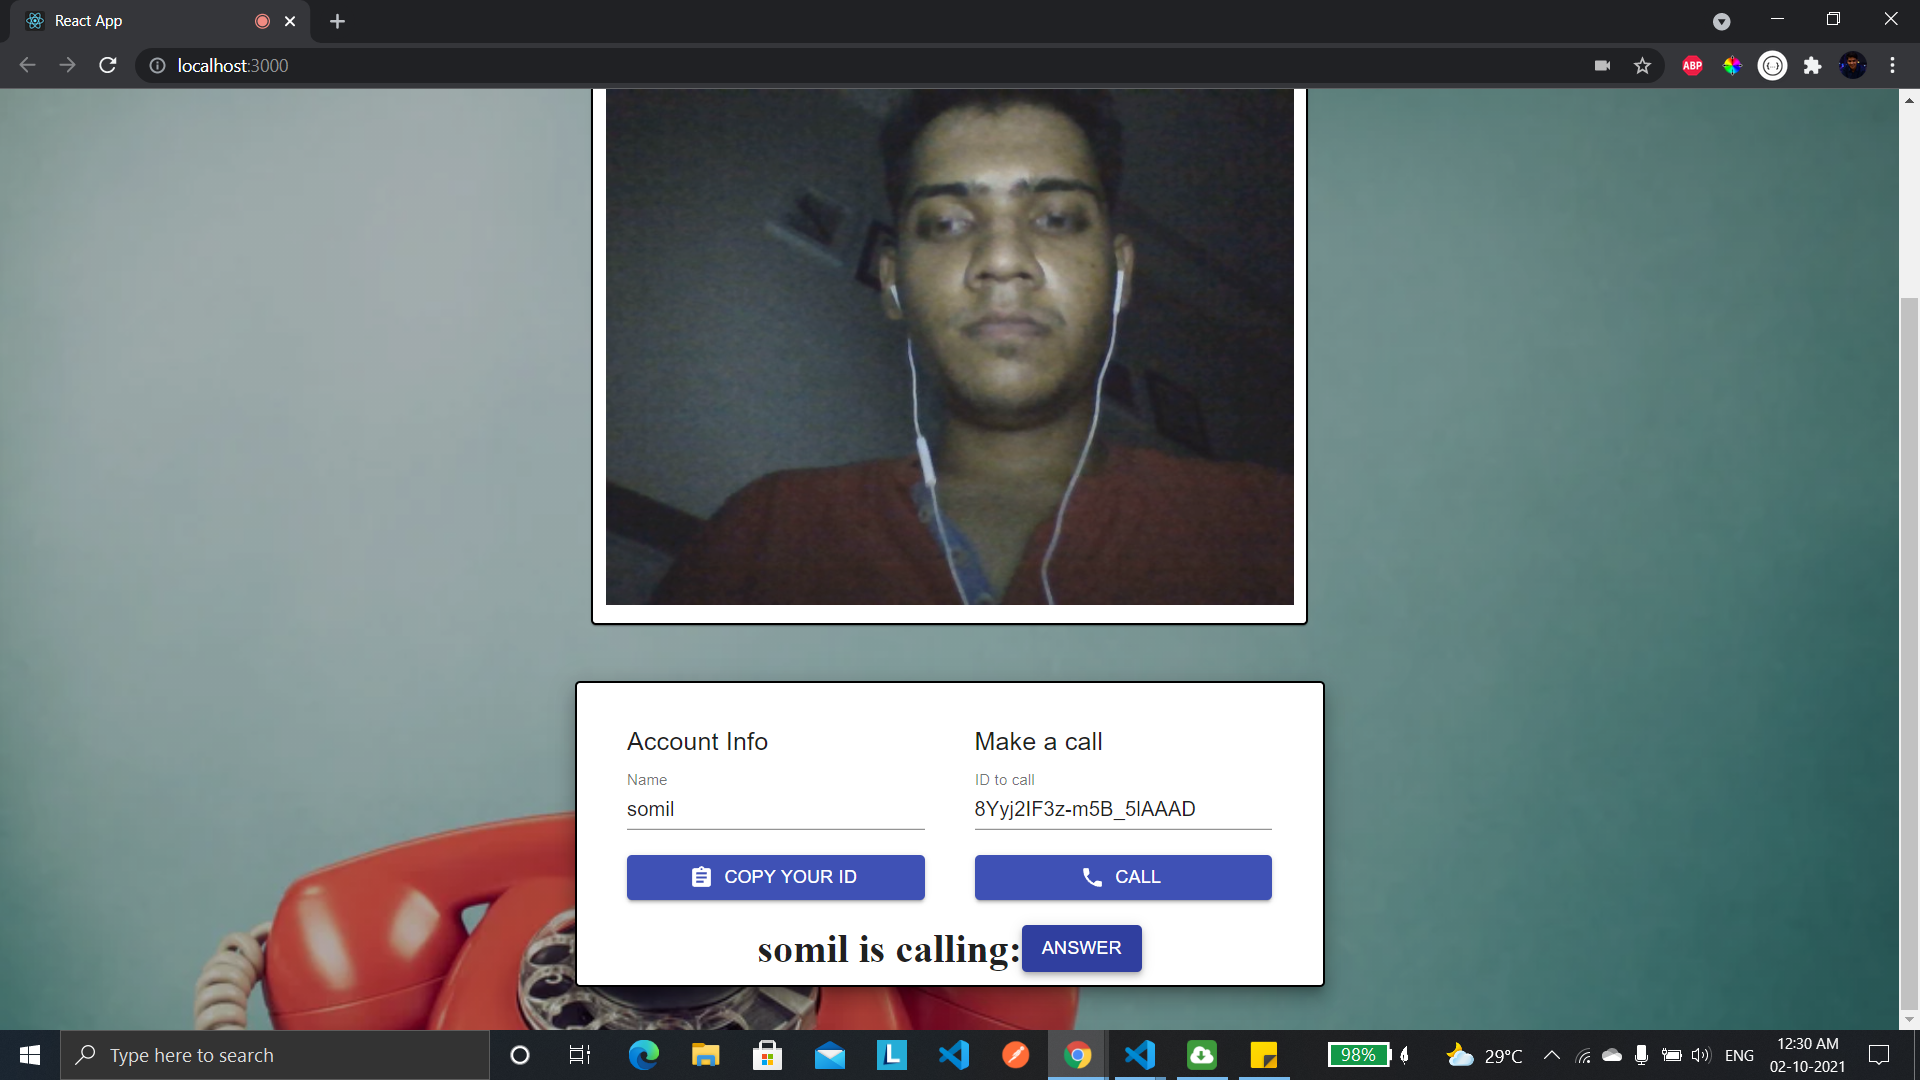 React App
localhost:3000
ABP
Account Info
Make a call
Name
ID to call
somil
8Yyj2IF3z-m5B_5lAAAD
COPY YOUR ID
CALL
somil is calling:
ANSWER
Type here to search
L
98%
29°C
ENG
12:30 AM
02-10-2021